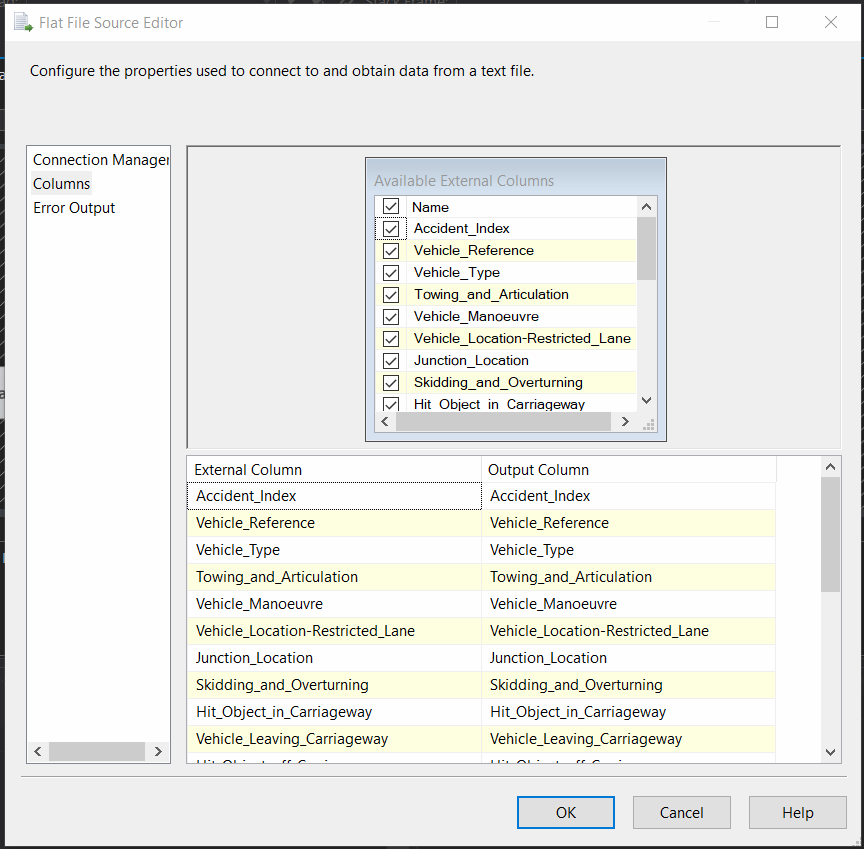 Flat File Source Editor
Configure the properties used to connect to and obtain data from a text file.
Connection Manager
Columns
Error Output
Available External Columns
Name
Accident_Index
Vehicle_Reference
Vehicle_Type
Towing_and_Articulation
Vehicle_Manoeuvre
Vehicle_Location-Restricted_Lane
Junction_Location
Skidding_and_Overturning
Hit_Object_in_Carriageway
External Column Output Column
Accident_Index Accident_Index
Vehicle_Reference Vehicle_Reference
Vehicle_Type Vehicle_Type
Towing_and_Articulation Towing_and_Articulation
Vehicle_Manoeuvre Vehicle_Manoeuvre
Vehicle_Location-Restricted_Lane Vehicle_Location-Restricted_Lane
Junction_Location Junction_Location
Skidding_and_Overturning Skidding_and_Overturning
Hit_Object_in_Carriageway Hit_Object_in_Carriageway
Vehicle_Leaving_Carriageway Vehicle_Leaving_Carriageway
OK Cancel Help